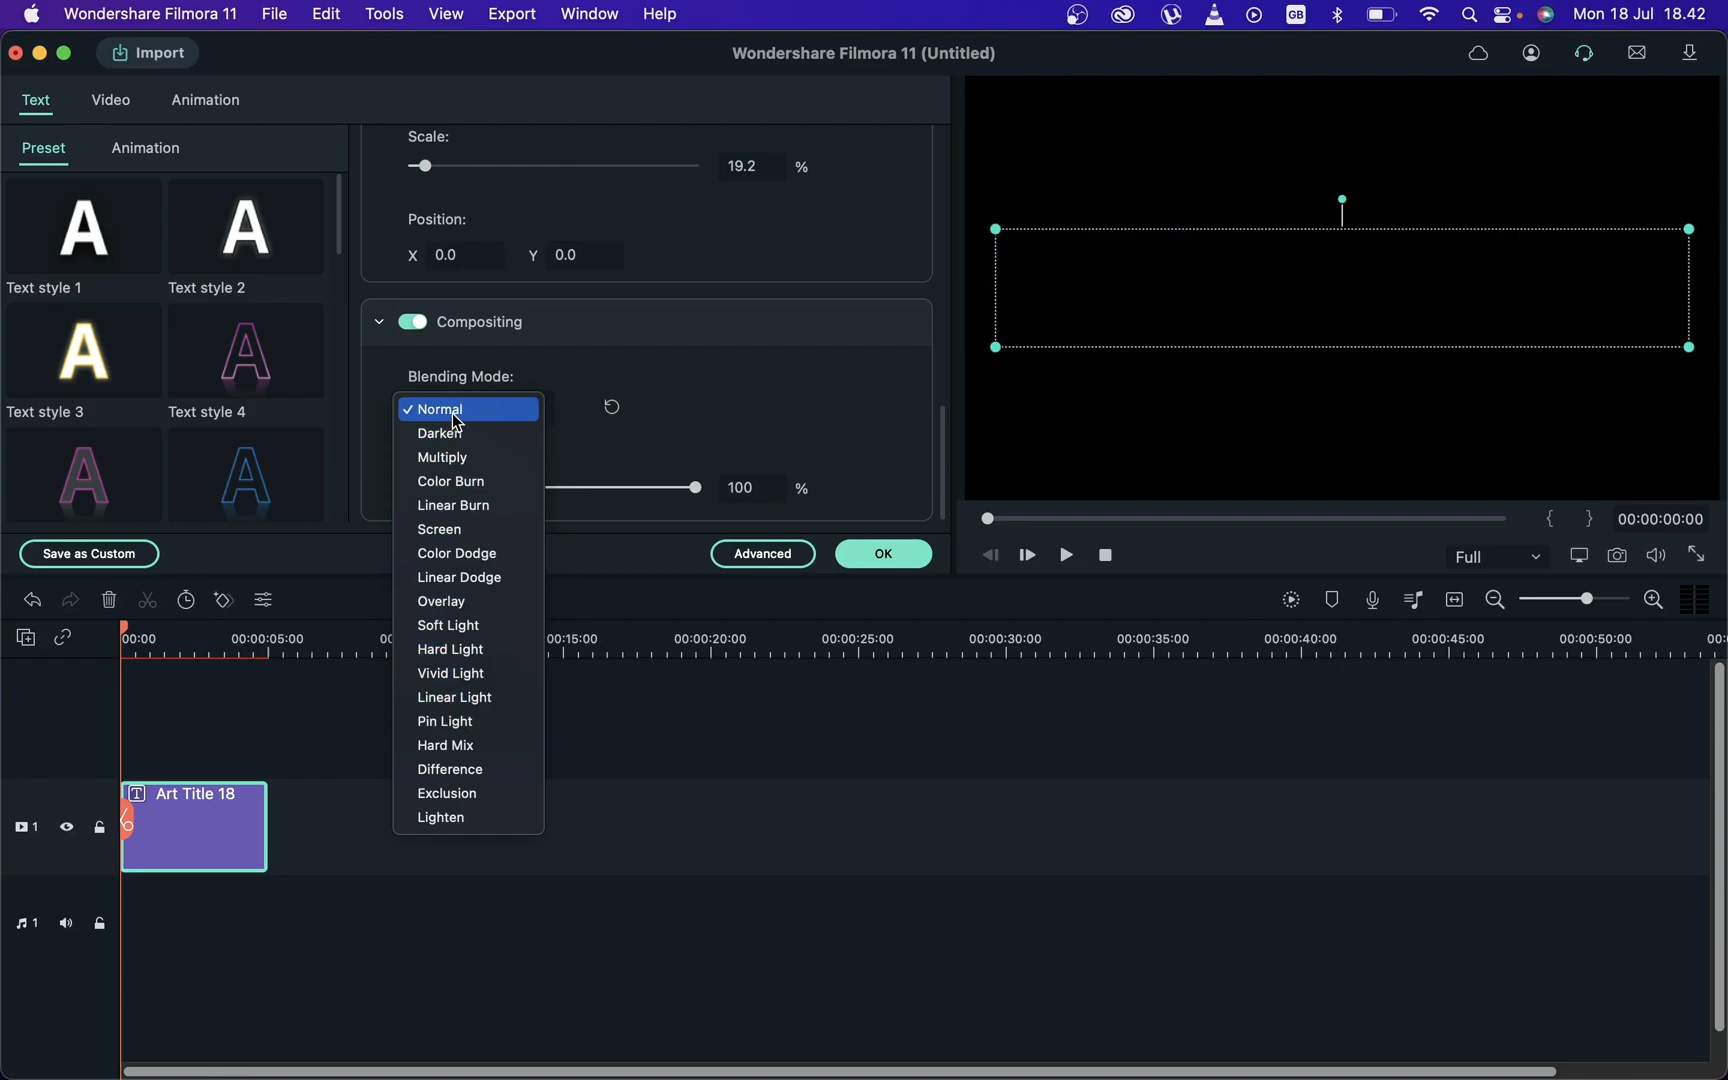 Wondershare Filmora 11 File Edit Tools View Export Window Help GB Mon 18 Jul 18.42
Import Wondershare Filmora 11 (Untitled)
Text Video Animation
Preset Animation
A A
Text style 1 Text style 2
A A
Text style 3 Text style 4
A A
Save as Custom
Scale:
19.2 %
Position:
X 0.0 Y 0.0
Compositing
Blending Mode:
✓ Normal
Darken
Multiply
Color Burn
Linear Burn
Screen
Color Dodge
Linear Dodge
Overlay
Soft Light
Hard Light
Vivid Light
Linear Light
Pin Light
Hard Mix
Difference
Exclusion
Lighten
100 %
Advanced OK
{ } 00:00:00:00
Full
00:00 00:00:05:00 00:15:00 00:00:20:00 00:00:25:00 00:00:30:00 00:00:35:00 00:00:40:00 00:00:45:00 00:00:50:00
T Art Title 18
1
1